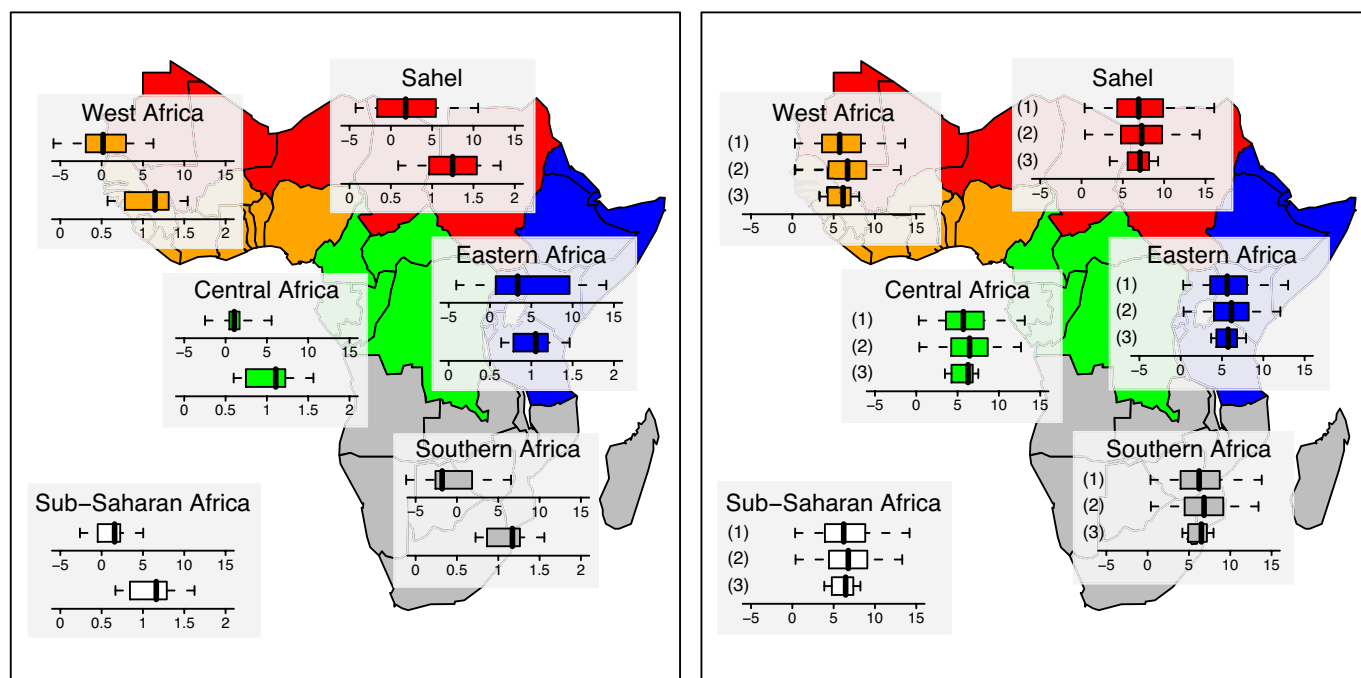 Sahel
−5 0 5 10 15
0 0.5 1 1.5 2
West Africa
−5 0 5 10 15
0 0.5 1 1.5 2
Eastern Africa
−5 0 5 10 15
0 0.5 1 1.5 2
Central Africa
−5 0 5 10 15
0 0.5 1 1.5 2
Southern Africa
−5 0 5 10 15
0 0.5 1 1.5 2
Sub−Saharan Africa
−5 0 5 10 15
0 0.5 1 1.5 2
Sahel
(1)
(2)
(3)
−5 0 5 10 15
West Africa
(1)
(2)
(3)
−5 0 5 10 15
Eastern Africa
(1)
(2)
(3)
−5 0 5 10 15
Central Africa
(1)
(2)
(3)
−5 0 5 10 15
Southern Africa
(1)
(2)
(3)
−5 0 5 10 15
Sub−Saharan Africa
(1)
(2)
(3)
−5 0 5 10 15